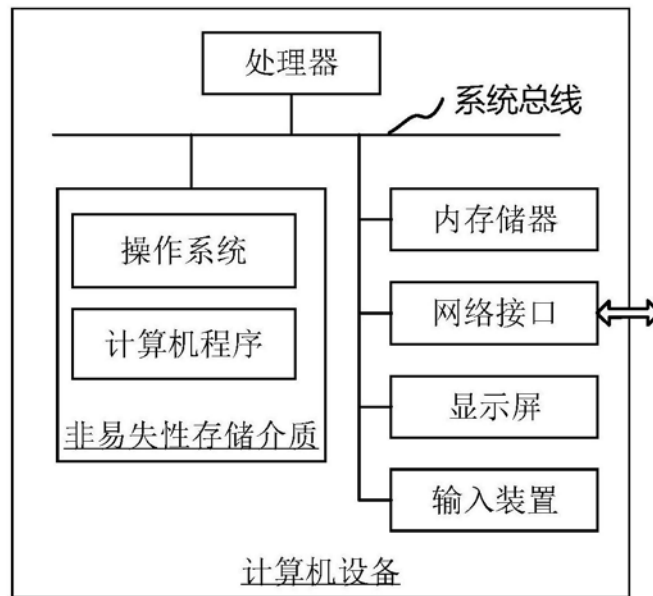 处理器
系统总线
操作系统
计算机程序
非易失性存储介质
内存储器
网络接口
显示屏
输入装置
计算机设备